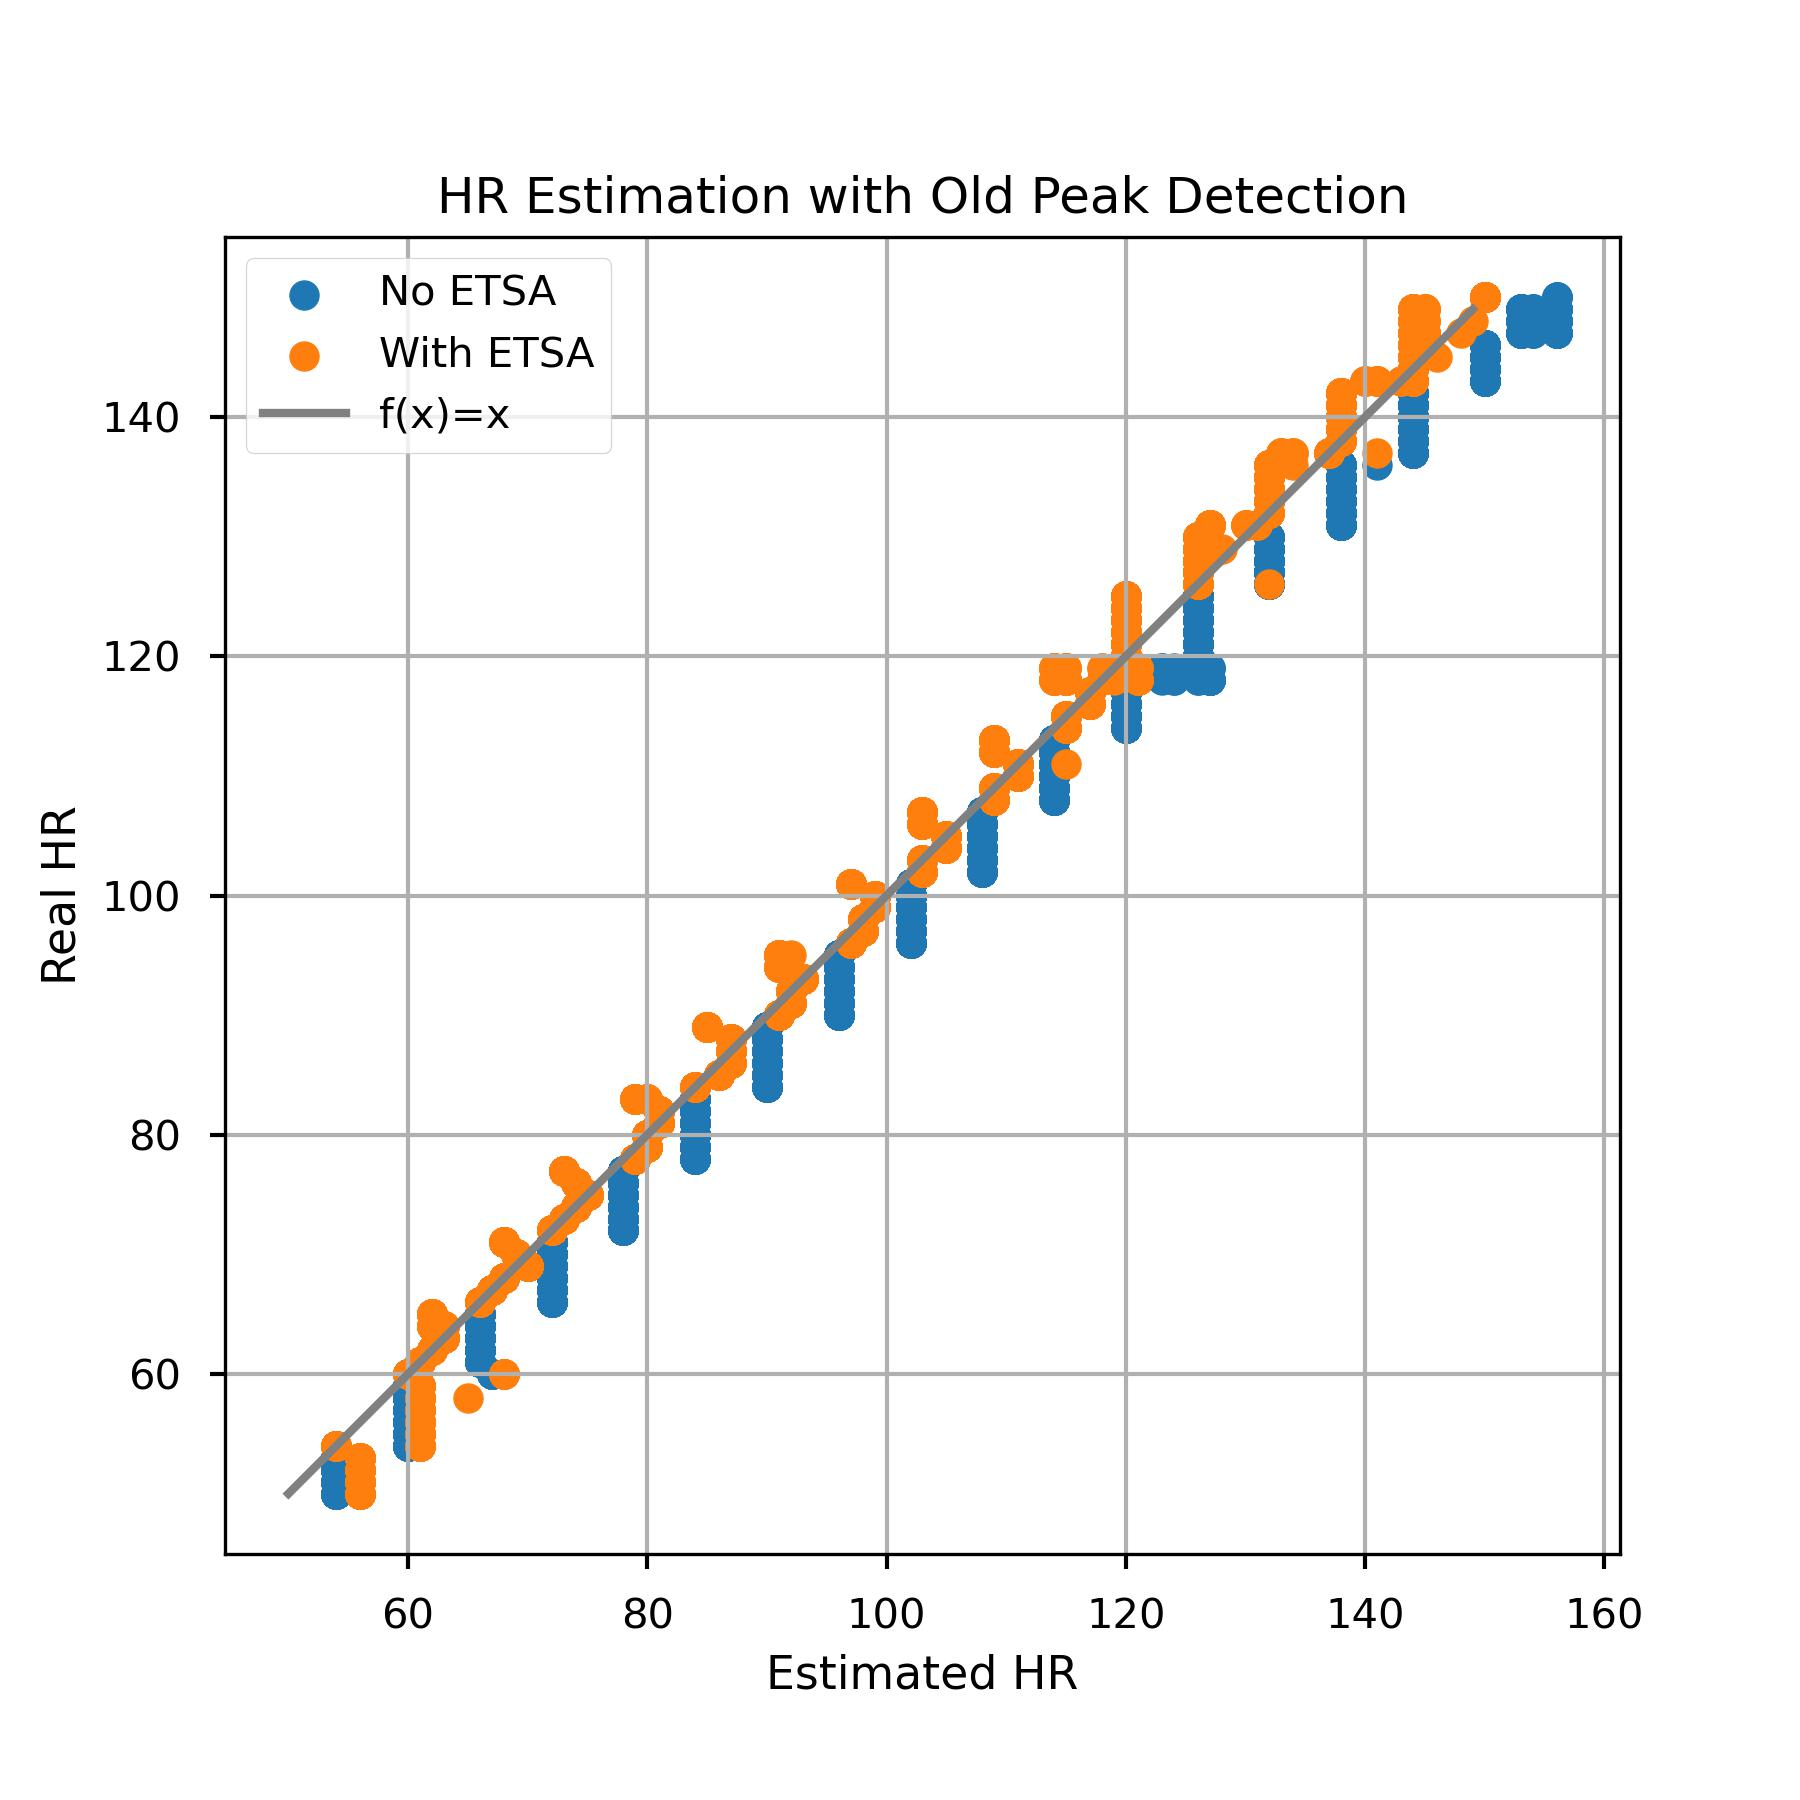 HR Estimation with Old Peak Detection
No ETSA
With ETSA
f(x)=x
Real HR
140
120
100
80
60
60 80 100 120 140 160
Estimated HR